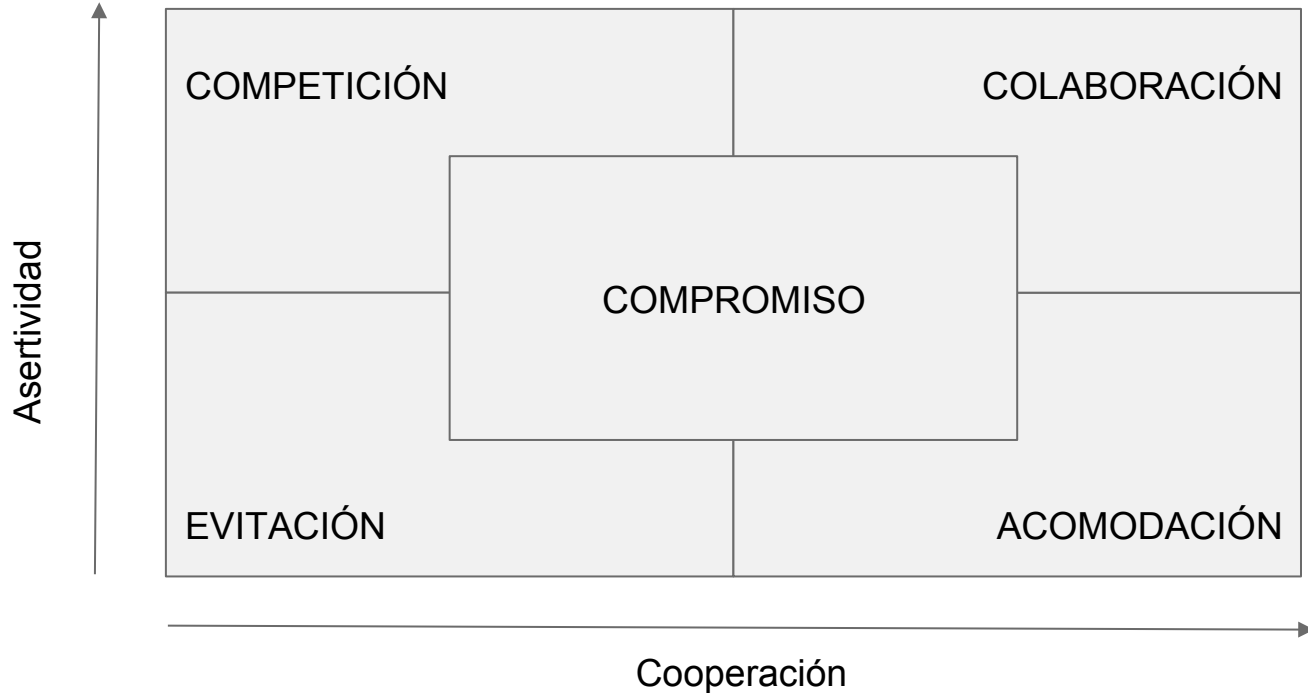 COMPETICIÓN
COLABORACIÓN
Asertividad
COMPROMISO
EVITACIÓN
ACOMODACIÓN
Cooperación